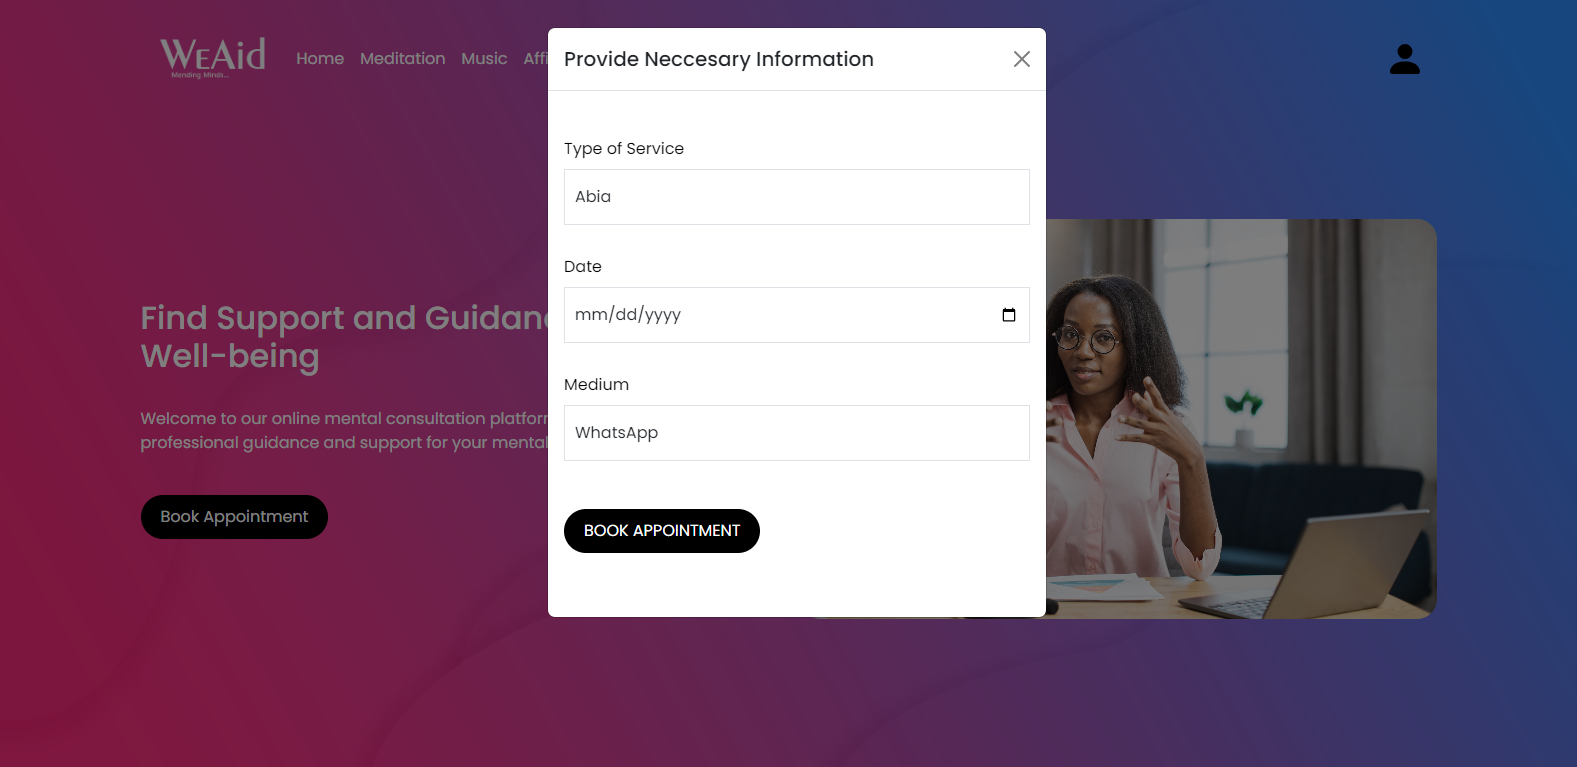 WEAid
Mending Minds...
Home Meditation Music Affi
Provide Neccesary Information
Type of Service
Abia
Date
mm/dd/yyyy
Medium
WhatsApp
BOOK APPOINTMENT
Find Support and Guidanc
Well-being
Welcome to our online mental consultation platforn
professional guidance and support for your mental
Book Appointment